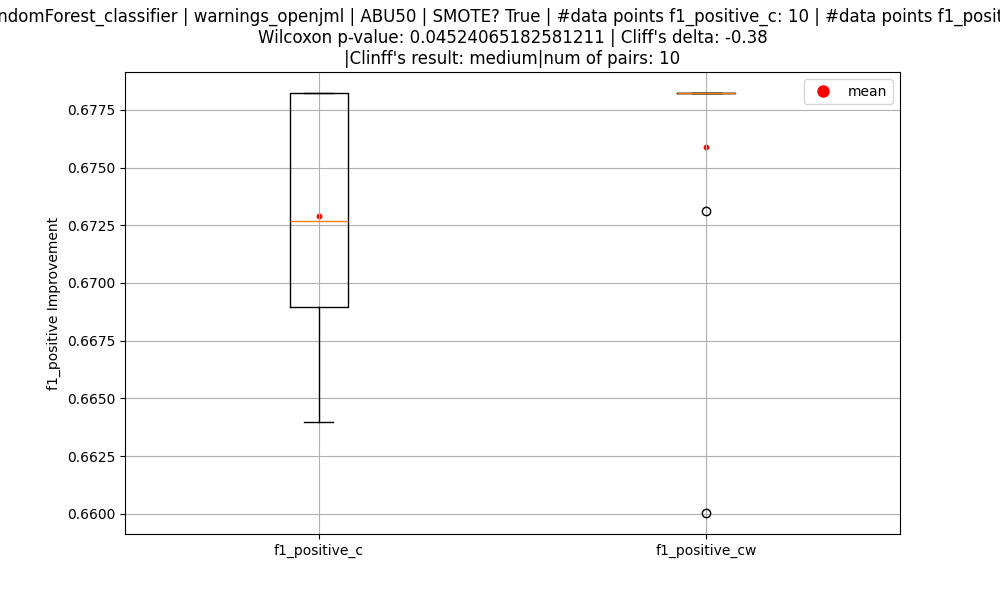 ndomForest_classifier | warnings_openjml | ABU50 | SMOTE? True | #data points f1_positive_c: 10 | #data points f1_posit
Wilcoxon p-value: 0.04524065182581211 | Cliff's delta: -0.38
|Clinff's result: medium|num of pairs: 10
mean
0.6775
0.6750
0.6725
0.6700
0.6675
0.6650
0.6625
0.6600
f1_positive Improvement
f1_positive_c
f1_positive_cw